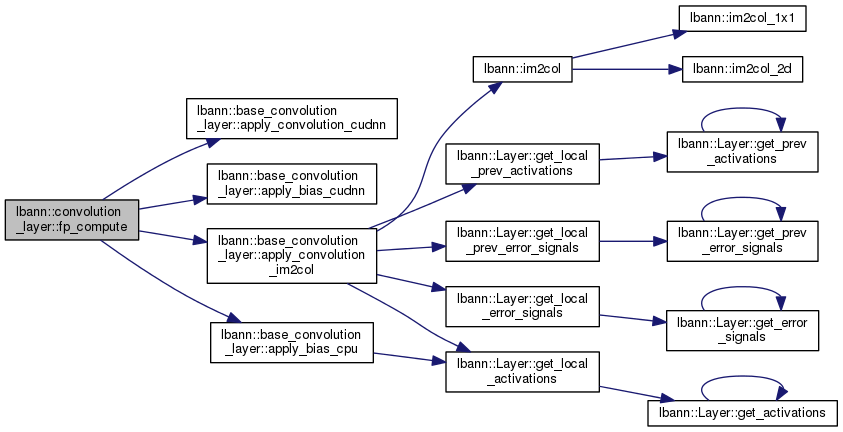 lbann::convolution
_layer::fp_compute
lbann::base_convolution
_layer::apply_convolution_cudnn
lbann::base_convolution
_layer::apply_bias_cudnn
lbann::base_convolution
_layer::apply_convolution
_im2col
lbann::base_convolution
_layer::apply_bias_cpu
lbann::im2col
lbann::Layer::get_local
_prev_activations
lbann::Layer::get_local
_prev_error_signals
lbann::Layer::get_local
_error_signals
lbann::Layer::get_local
_activations
lbann::im2col_1x1
lbann::im2col_2d
lbann::Layer::get_prev
_activations
lbann::Layer::get_prev
_error_signals
lbann::Layer::get_error
_signals
lbann::Layer::get_activations